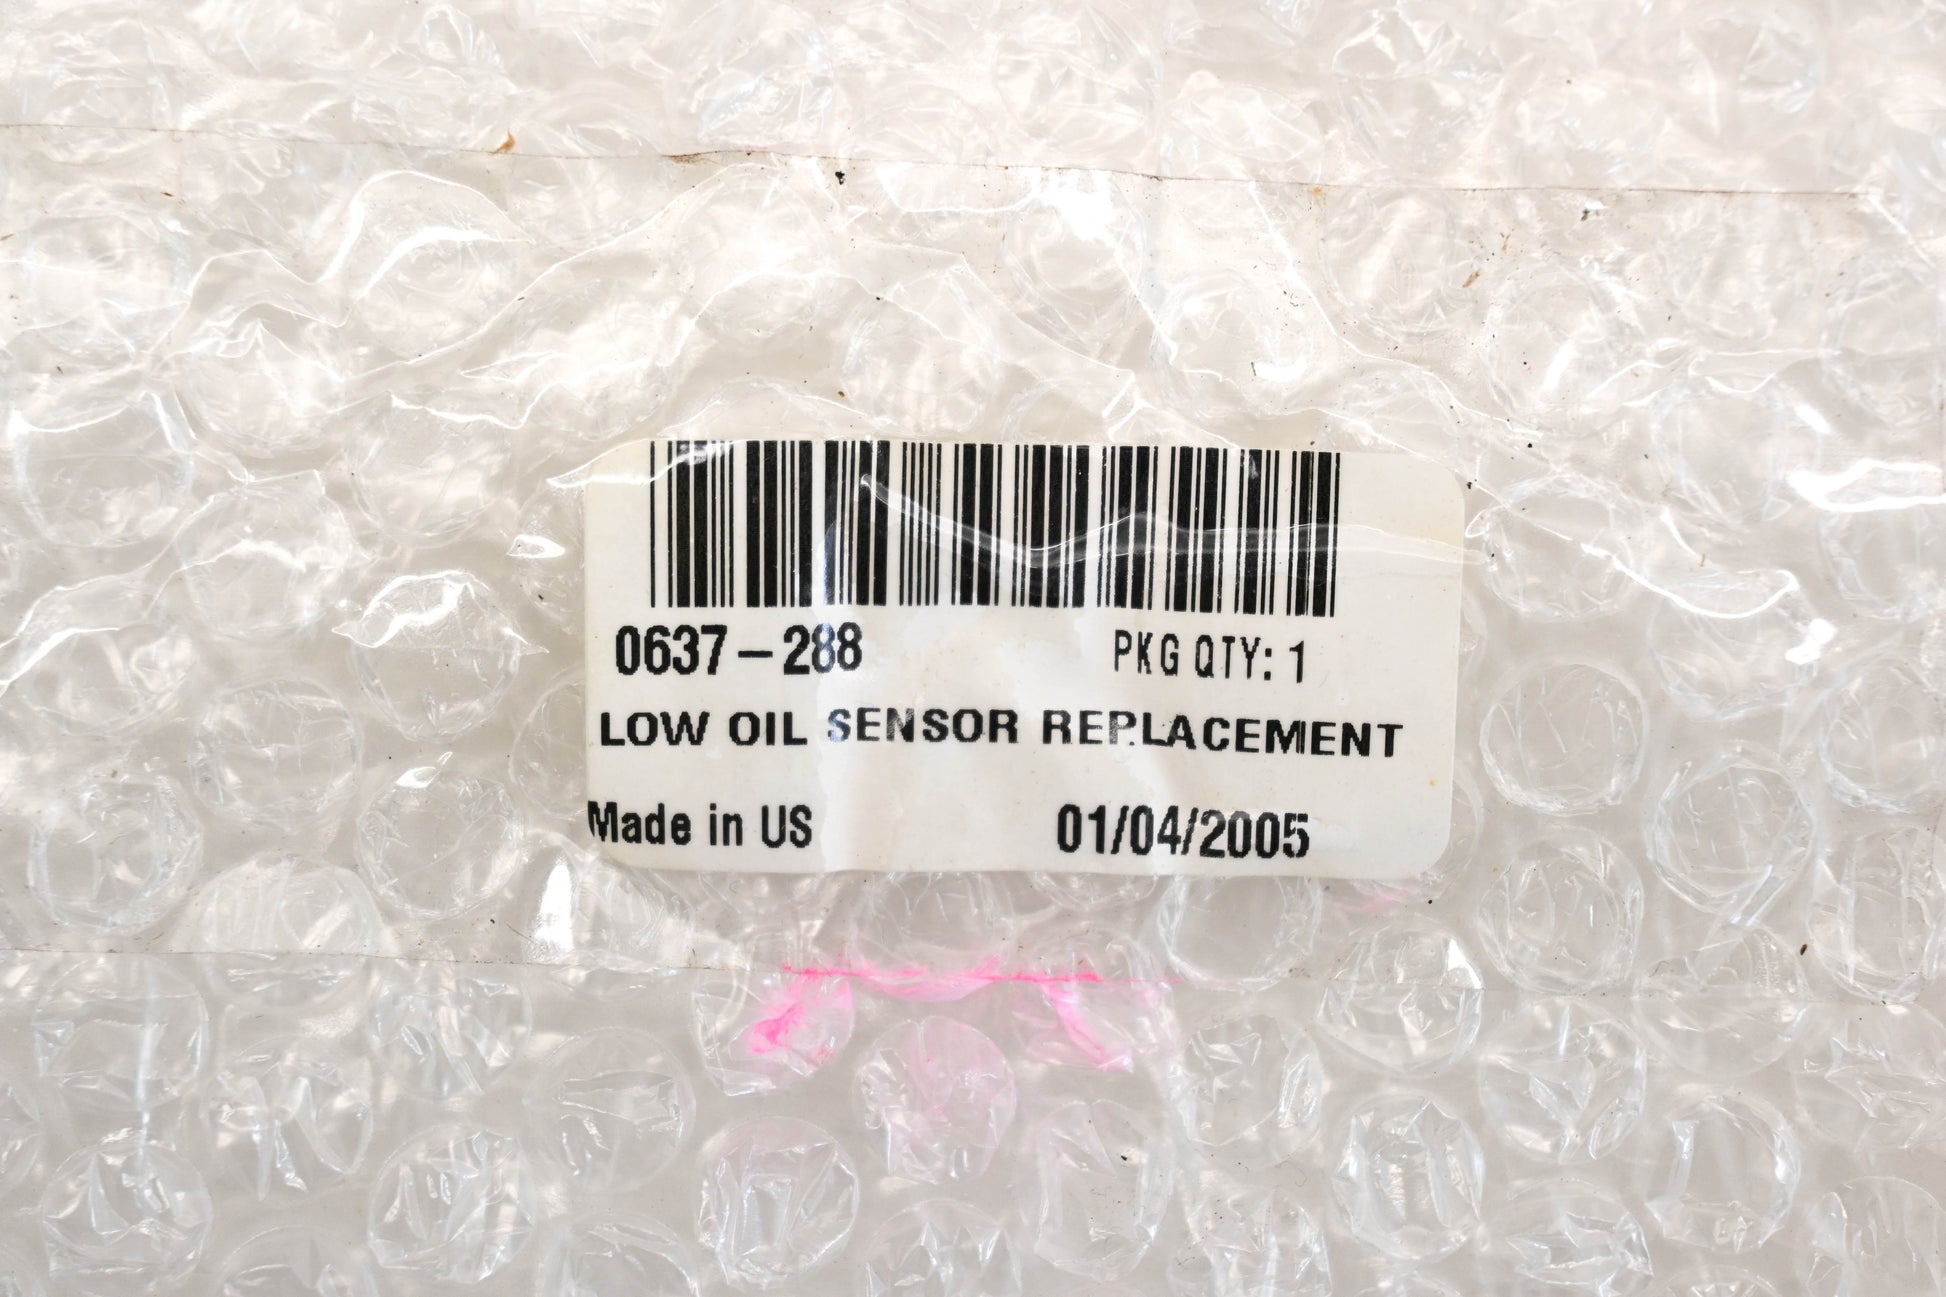 0637-288 PKG QTY: 1
LOW OIL SENSOR REPLACEMENT
Made in US 01/04/2005